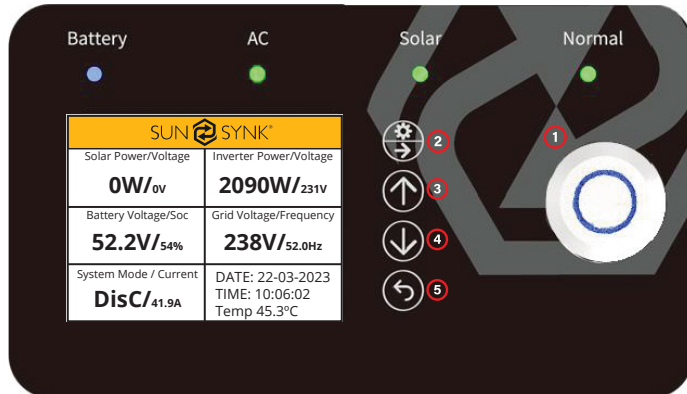 Battery AC Solar Normal
SUN SYNK®
Solar Power/Voltage Inverter Power/Voltage
0W/0V 2090W/231V
Battery Voltage/Soc Grid Voltage/Frequency
52.2V/54% 238V/52.0Hz
System Mode / Current DATE: 22-03-2023
DisC/41.9A TIME: 10:06:02
Temp 45.3ºC
1
2
3
4
5